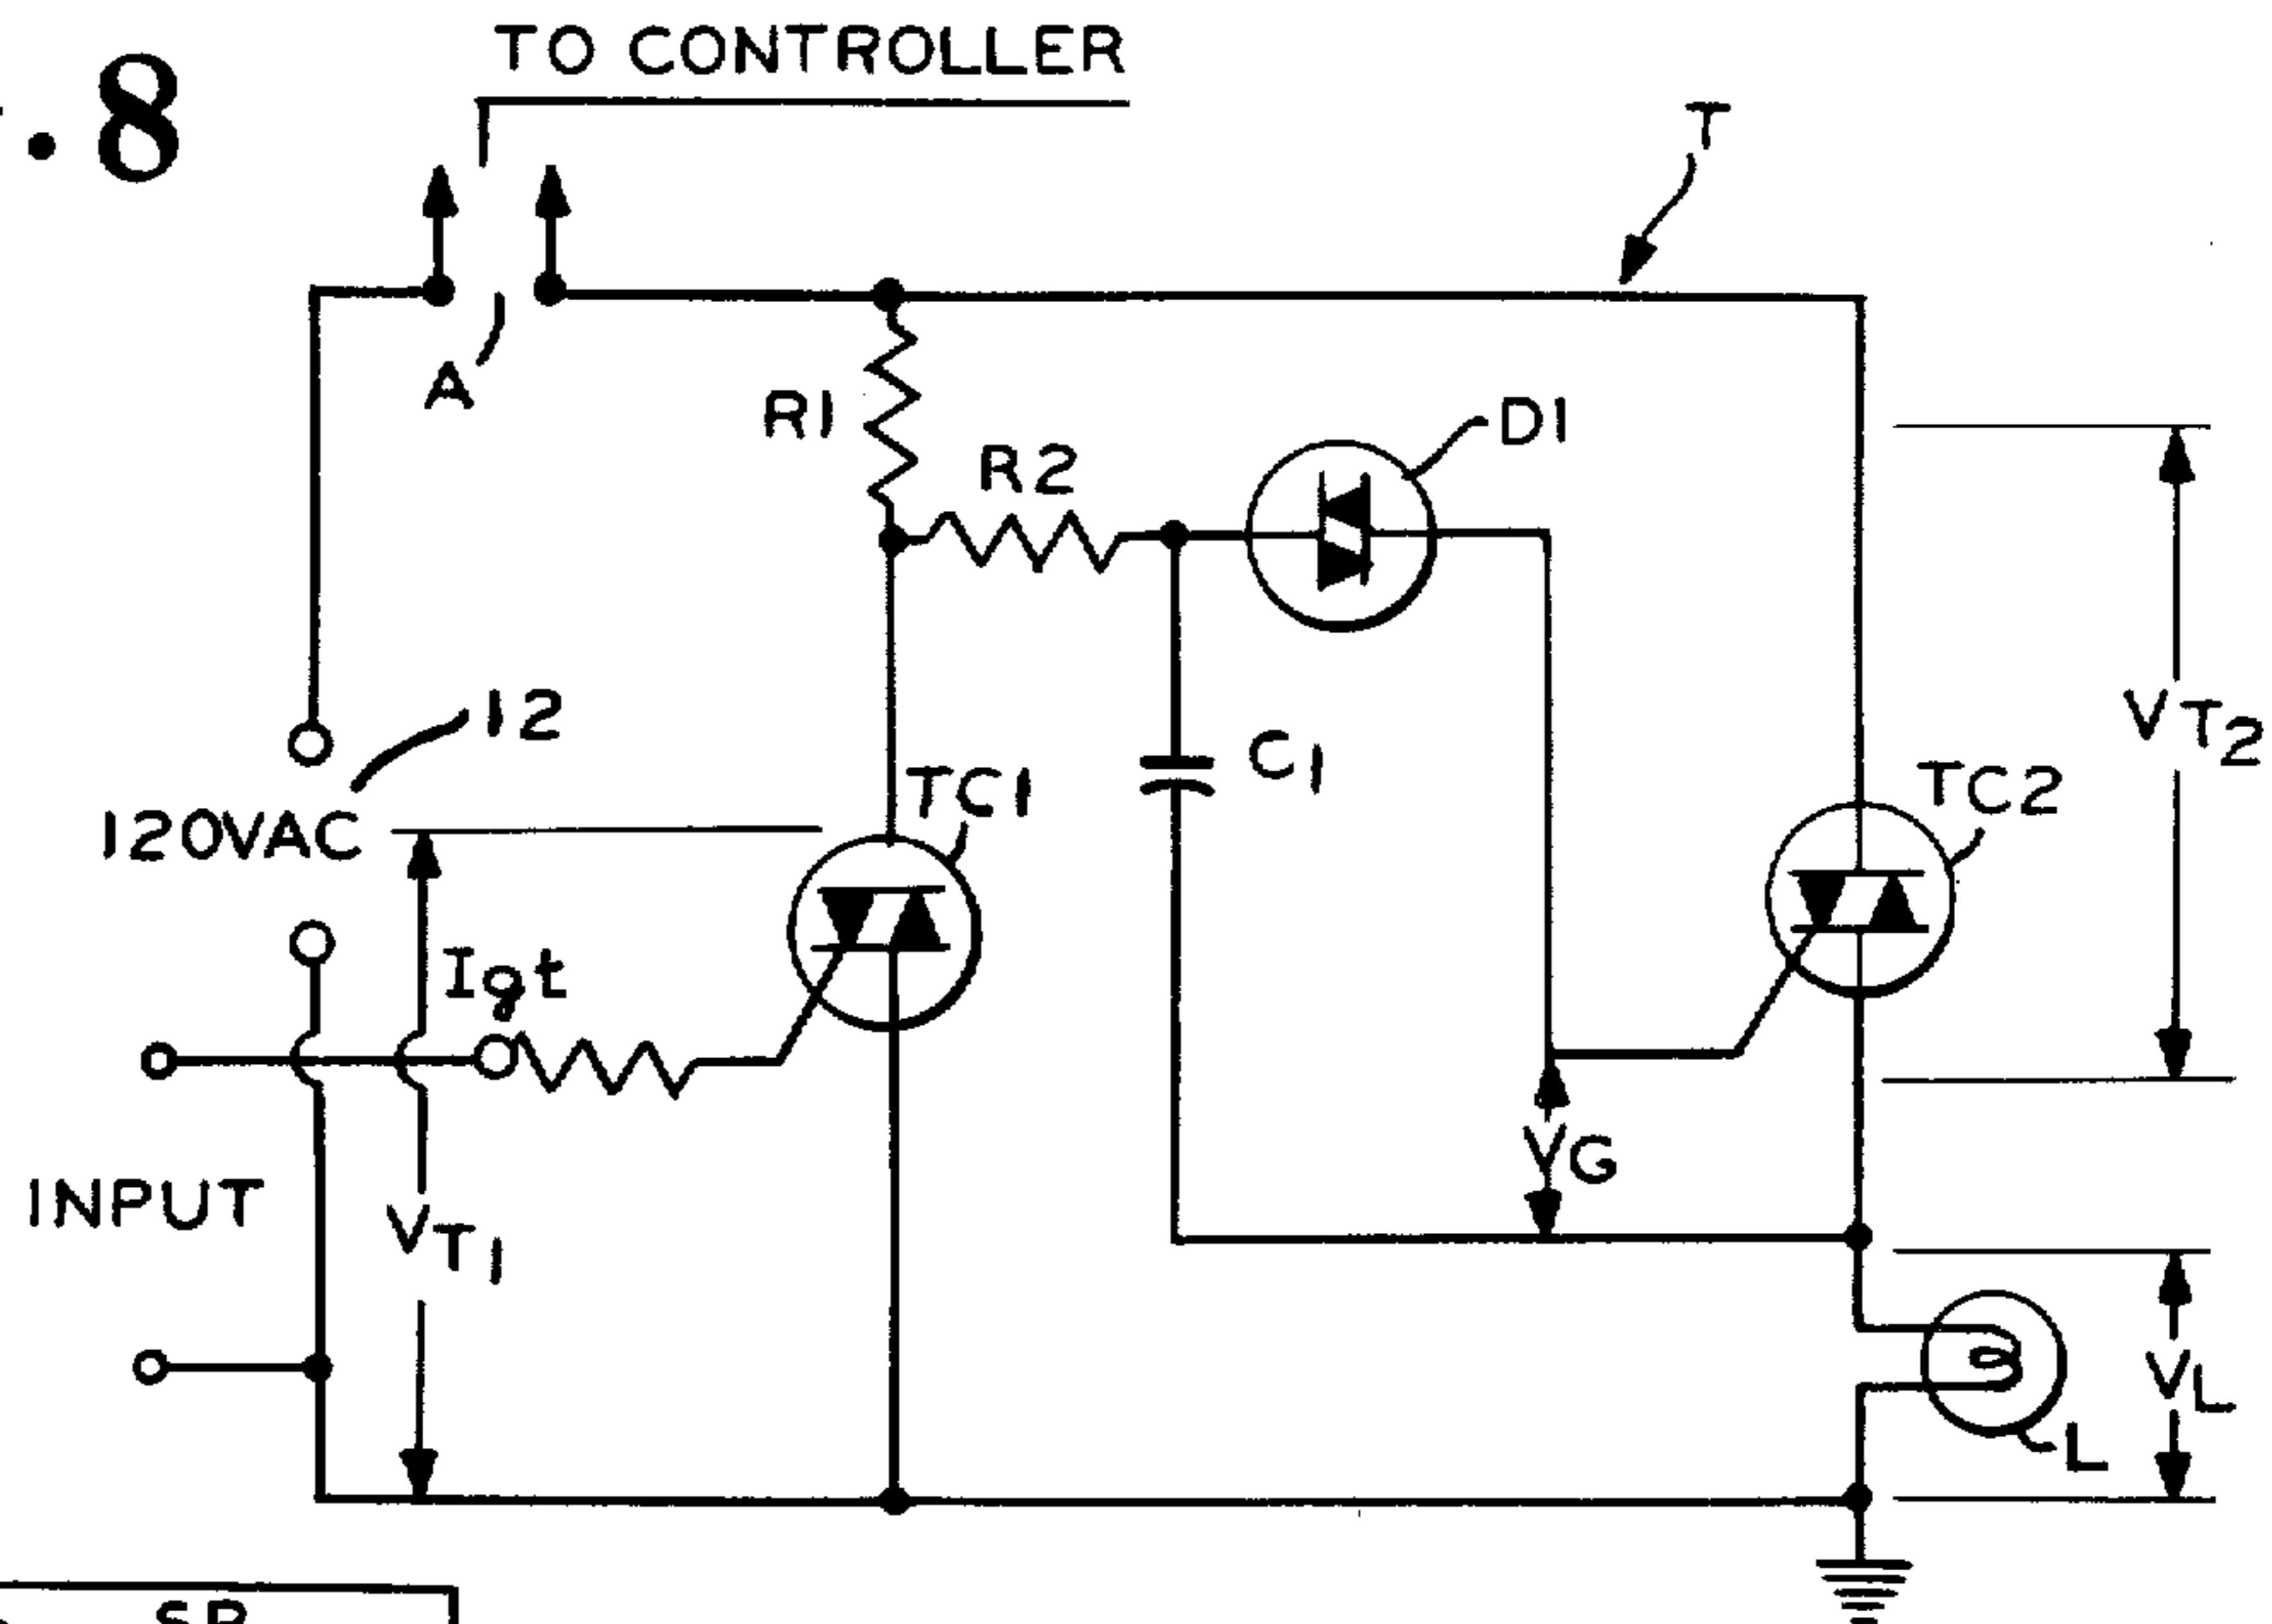 TO CONTROLLER
.8
T
A
R1
R2
D1
12
120VAC
TC1
C1
TC2
VT2
Igt
INPUT
VT1
VG
VL
L